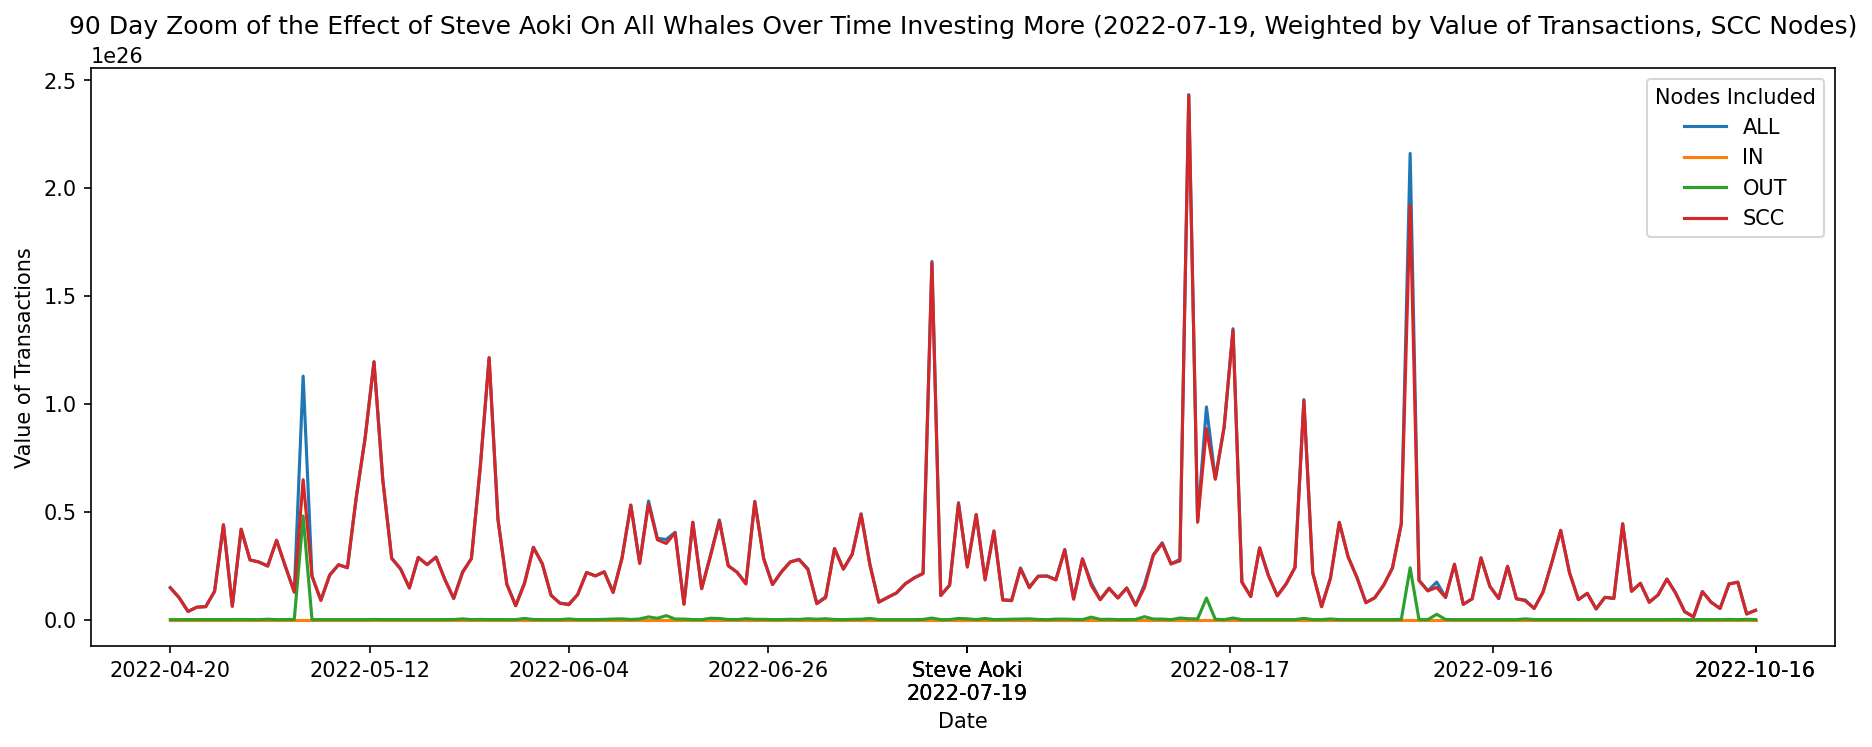 90 Day Zoom of the Effect of Steve Aoki On All Whales Over Time Investing More (2022-07-19, Weighted by Value of Transactions, SCC Nodes)
1e26
2.5
2.0
1.5
1.0
0.5
0.0
Value of Transactions
Nodes Included
ALL
IN
OUT
SCC
2022-04-20
2022-05-12
2022-06-04
2022-06-26
Steve Aoki
2022-07-19
2022-08-17
2022-09-16
2022-10-16
Date